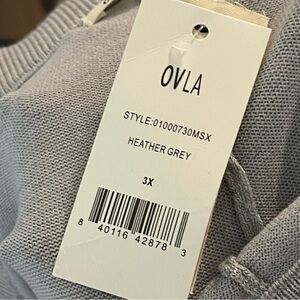 OVLA
STYLE:01000730MSX
HEATHER GREY
3X
8 40116 42878 3